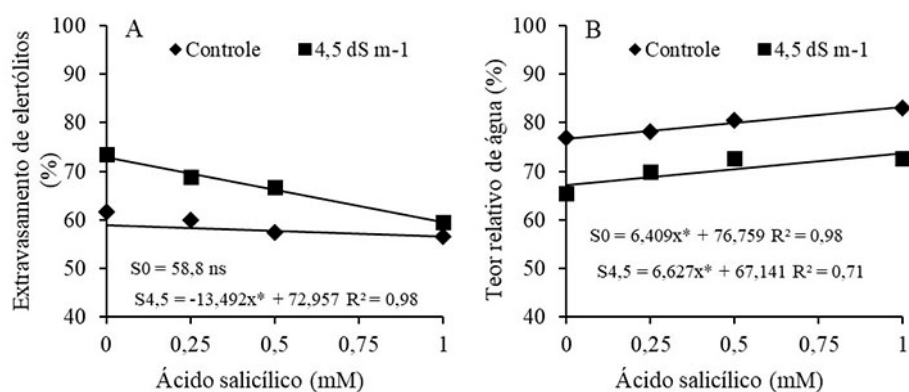 A
Controle
4,5 dS m-1
Extravasamento de elertólitos
(%)
100
90
80
70
60
50
40
S0 = 58,8 ns
S4,5 = -13,492x* + 72,957 R² = 0,98
0
0,25
0,5
0,75
1
Ácido salicílico (mM)
B
Controle
4,5 dS m-1
Teor relativo de água (%)
100
90
80
70
60
50
40
S0 = 6,409x* + 76,759 R² = 0,98
S4,5 = 6,627x* + 67,141 R² = 0,71
0
0,25
0,5
0,75
1
Ácido salicílico (mM)